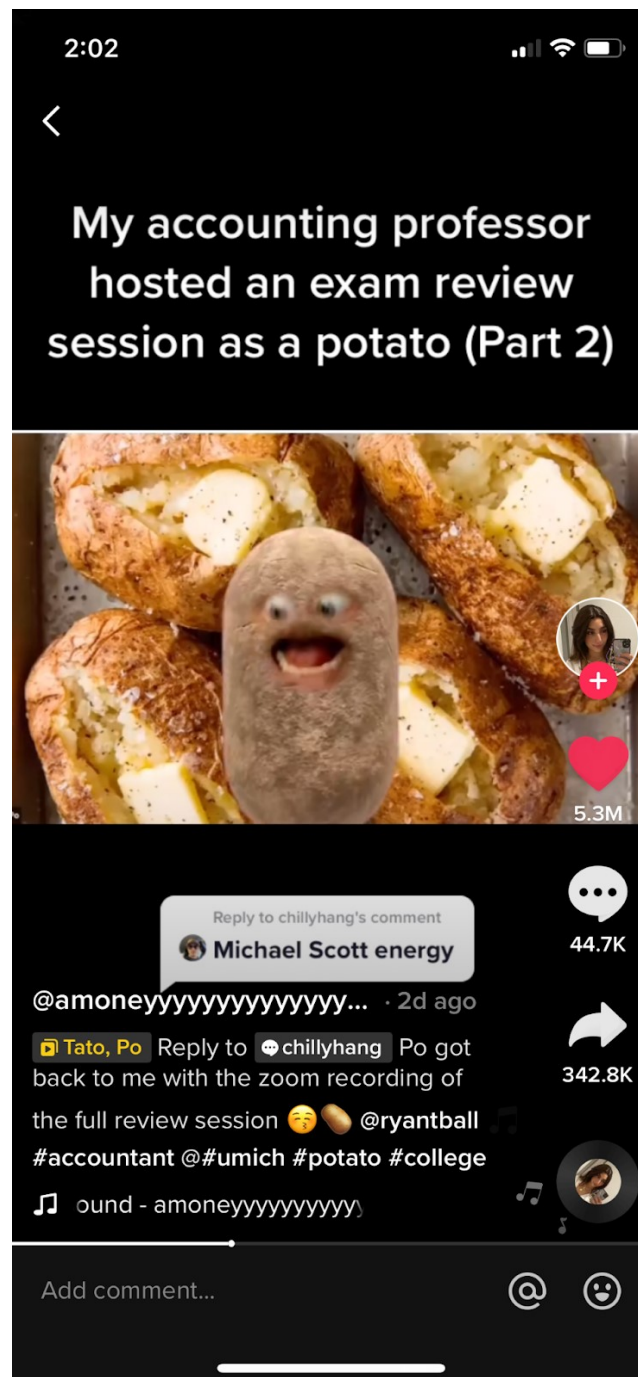 2:02
My accounting professor
hosted an exam review
session as a potato (Part 2)
5.3M
Reply to chillyhang's comment
Michael Scott energy
44.7K
@amoneyyyyyyyyyyyyyyy... · 2d ago
Tato, Po Reply to chillyhang Po got
back to me with the zoom recording of
342.8K
the full review session 😚🥔 @ryantball
#accountant @#umich #potato #college
ound - amoneyyyyyyyyyyy
Add comment...